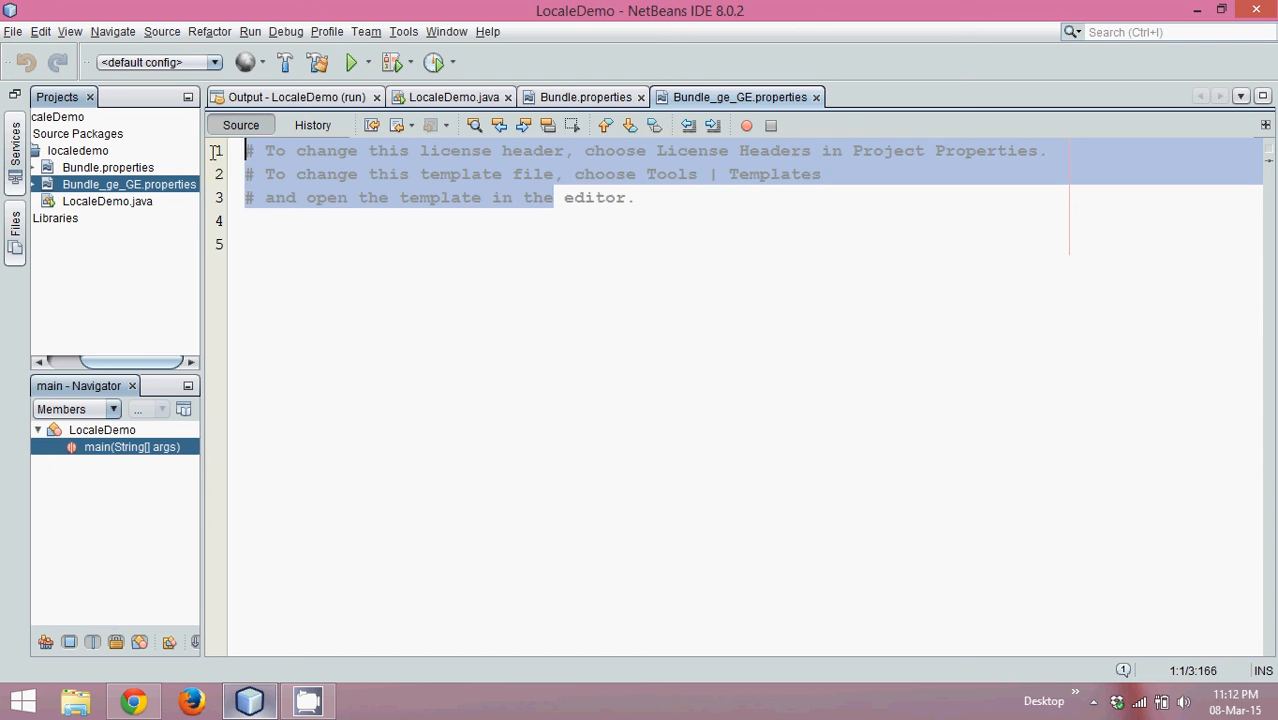 LocaleDemo - NetBeans IDE 8.0.2
File Edit View Navigate Source Refactor Run Debug Profile Team Tools Window Help
Search (Ctrl+I)
<default config>
Projects
Output - LocaleDemo (run)
LocaleDemo.java
Bundle.properties
Bundle_ge_GE.properties
Source
History
Services
Files
caleDemo
Source Packages
localedemo
Bundle.properties
Bundle_ge_GE.properties
LocaleDemo.java
Libraries
1 # To change this license header, choose License Headers in Project Properties.
2 # To change this template file, choose Tools | Templates
3 # and open the template in the editor.
4
5
main - Navigator
Members
...
LocaleDemo
main(String[] args)
1
1:1/3:166
INS
Desktop
11:12 PM
08-Mar-15